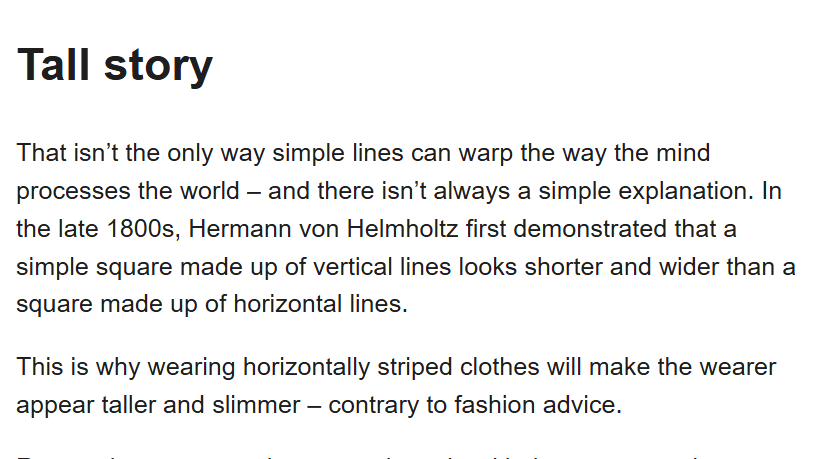 Tall story
That isn’t the only way simple lines can warp the way the mind
processes the world – and there isn’t always a simple explanation. In
the late 1800s, Hermann von Helmholtz first demonstrated that a
simple square made up of vertical lines looks shorter and wider than a
square made up of horizontal lines.
This is why wearing horizontally striped clothes will make the wearer
appear taller and slimmer – contrary to fashion advice.